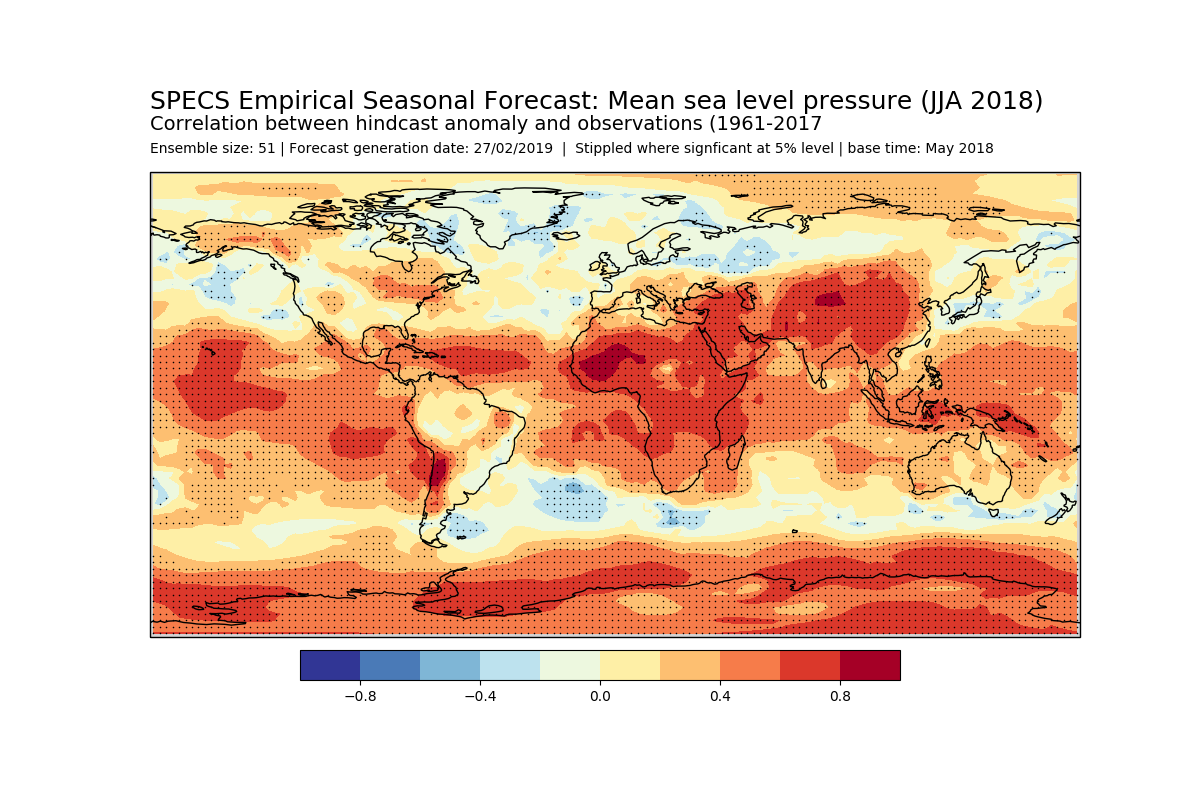 SPECS Empirical Seasonal Forecast: Mean sea level pressure (JJA 2018)
Correlation between hindcast anomaly and observations (1961-2017
Ensemble size: 51 | Forecast generation date: 27/02/2019  |  Stippled where signficant at 5% level | base time: May 2018
−0.8 −0.4 0.0 0.4 0.8